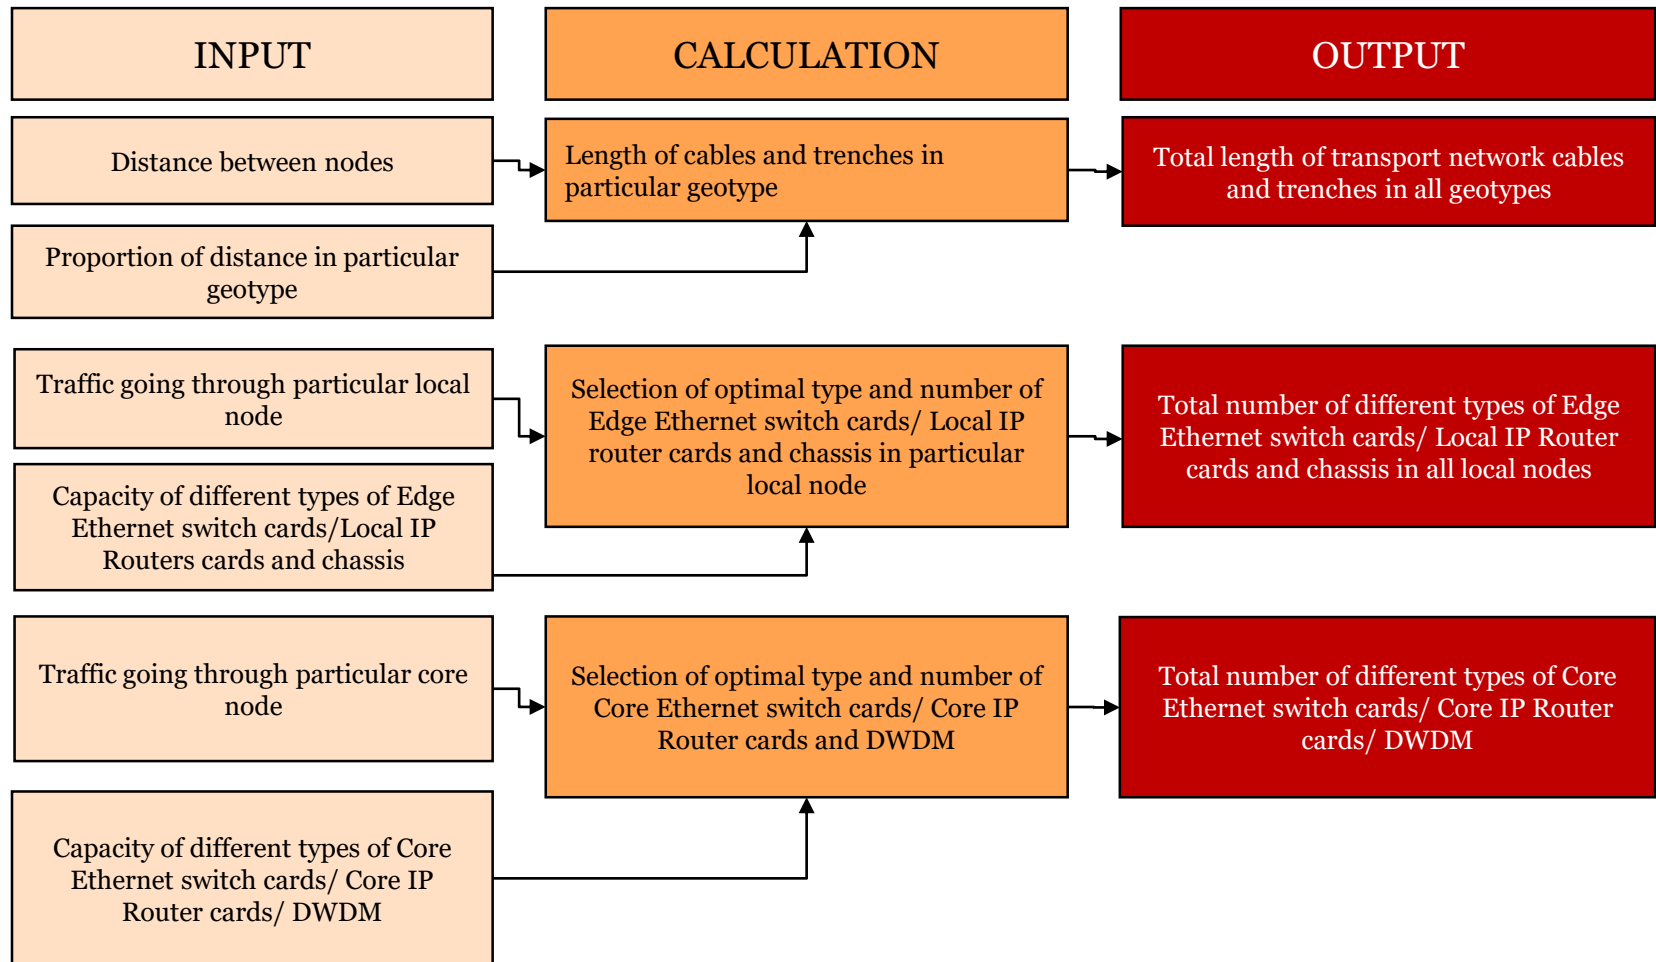 INPUT
CALCULATION
OUTPUT
Distance between nodes
Length of cables and trenches in
particular geotype
Total length of transport network cables
and trenches in all geotypes
Proportion of distance in particular
geotype
Traffic going through particular local
node
Selection of optimal type and number of
Edge Ethernet switch cards/ Local IP
router cards and chassis in particular
local node
Total number of different types of Edge
Ethernet switch cards/ Local IP Router
cards and chassis in all local nodes
Capacity of different types of Edge
Ethernet switch cards/Local IP
Routers cards and chassis
Traffic going through particular core
node
Selection of optimal type and number of
Core Ethernet switch cards/ Core IP
Router cards and DWDM
Total number of different types of Core
Ethernet switch cards/ Core IP Router
cards/ DWDM
Capacity of different types of Core
Ethernet switch cards/ Core IP
Router cards/ DWDM